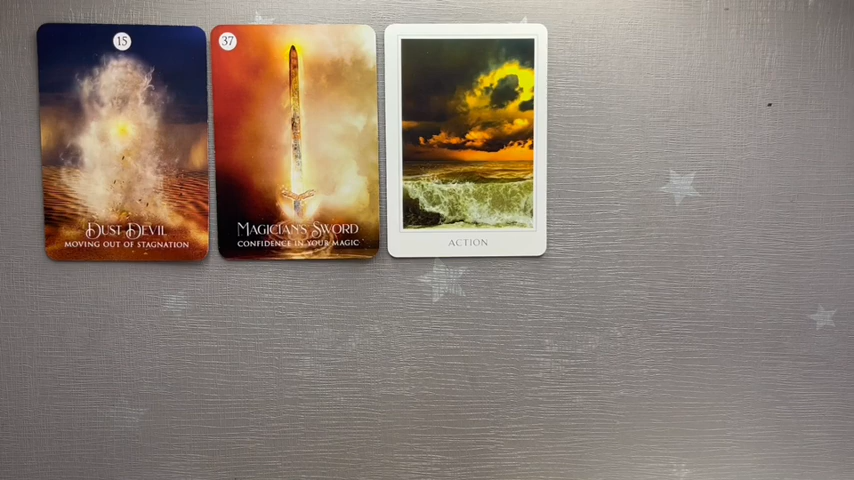 15
DUST DEVIL
MOVING OUT OF STAGNATION
37
MAGICIAN'S SWORD
CONFIDENCE IN YOUR MAGIC
ACTION